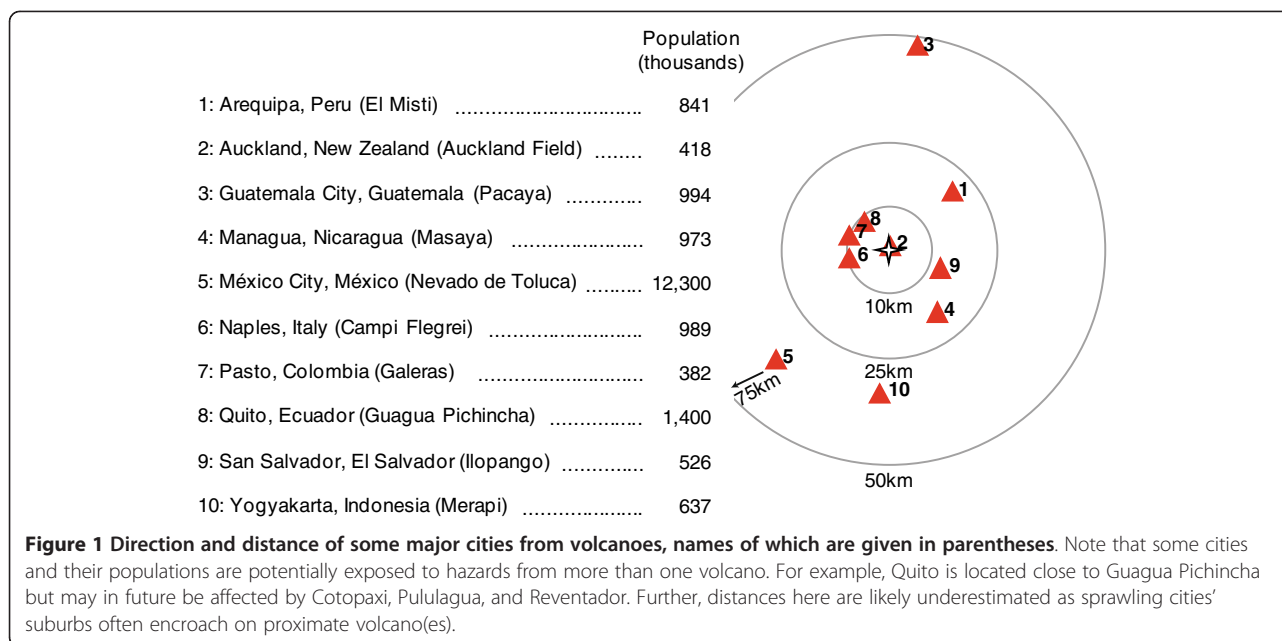 Population
(thousands)
1: Arequipa, Peru (El Misti) ..................................... 841
2: Auckland, New Zealand (Auckland Field) ........ 418
3: Guatemala City, Guatemala (Pacaya) ............. 994
4: Managua, Nicaragua (Masaya) ...................... 973
5: México City, México (Nevado de Toluca) .......... 12,300
6: Naples, Italy (Campi Flegrei) .......................... 989
7: Pasto, Colombia (Galeras) ............................ 382
8: Quito, Ecuador (Guagua Pichincha) ................ 1,400
9: San Salvador, El Salvador (Ilopango) ............. 526
10: Yogyakarta, Indonesia (Merapi) .................... 637
3
1
8
7
2
6
9
10km
4
5
25km
75km
10
50km
Figure 1 Direction and distance of some major cities from volcanoes, names of which are given in parentheses. Note that some cities
and their populations are potentially exposed to hazards from more than one volcano. For example, Quito is located close to Guagua Pichincha
but may in future be affected by Cotopaxi, Pululagua, and Reventador. Further, distances here are likely underestimated as sprawling cities'
suburbs often encroach on proximate volcano(es).